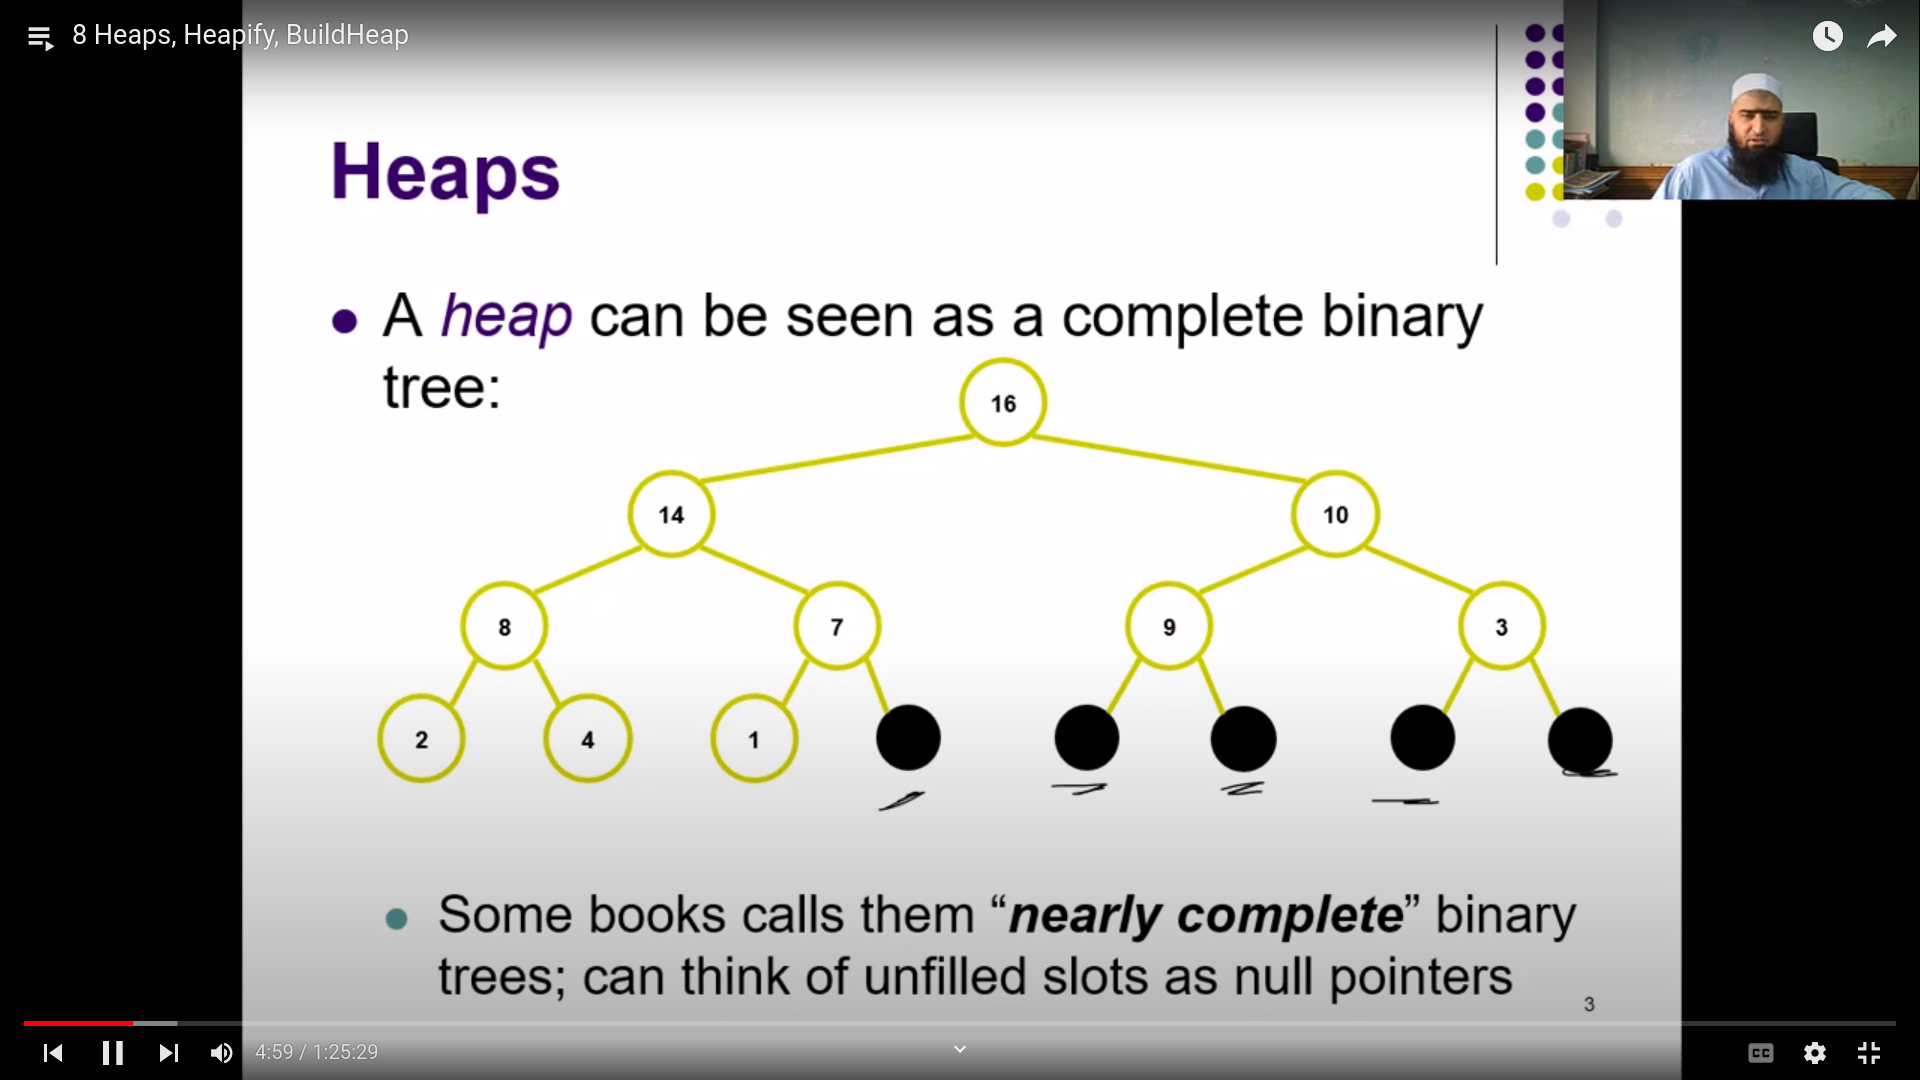 8 Heaps, Heapify, BuildHeap
Heaps
A heap can be seen as a complete binary
tree:
16
14 10
8 7 9 3
2 4 1
Some books calls them “nearly complete” binary
trees; can think of unfilled slots as null pointers
3
4:59 / 1:25:29
CC